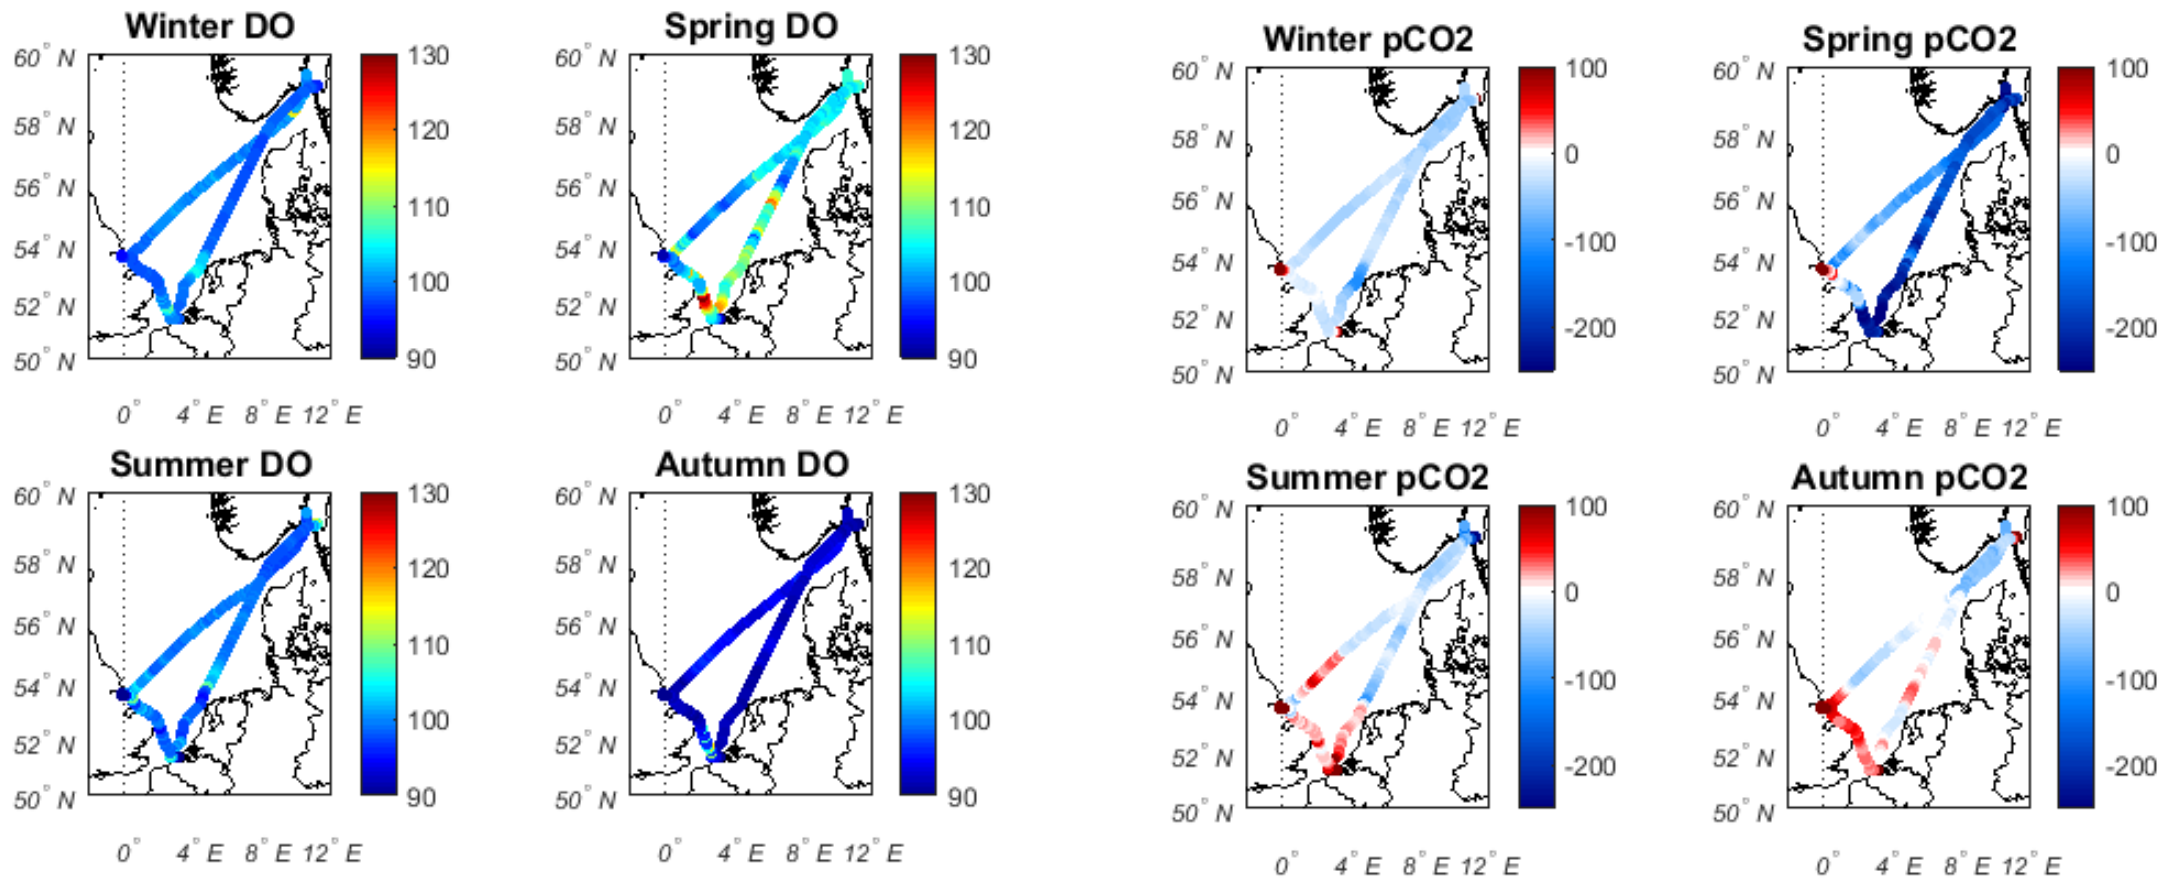 Winter DO
60° N
58° N
56° N
54° N
52° N
50° N
0° 4° E 8° E 12° E
130
120
110
100
90
Spring DO
60° N
58° N
56° N
54° N
52° N
50° N
0° 4° E 8° E 12° E
130
120
110
100
90
Winter pCO2
60° N
58° N
56° N
54° N
52° N
50° N
0° 4° E 8° E 12° E
100
0
-100
-200
Spring pCO2
60° N
58° N
56° N
54° N
52° N
50° N
0° 4° E 8° E 12° E
100
0
-100
-200
Summer DO
60° N
58° N
56° N
54° N
52° N
50° N
0° 4° E 8° E 12° E
130
120
110
100
90
Autumn DO
60° N
58° N
56° N
54° N
52° N
50° N
0° 4° E 8° E 12° E
130
120
110
100
90
Summer pCO2
60° N
58° N
56° N
54° N
52° N
50° N
0° 4° E 8° E 12° E
100
0
-100
-200
Autumn pCO2
60° N
58° N
56° N
54° N
52° N
50° N
0° 4° E 8° E 12° E
100
0
-100
-200